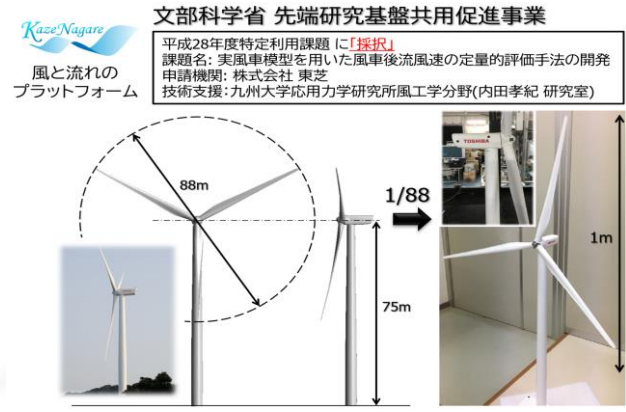 文部科学省 先端研究基盤共用促進事業
Kaze Nagare
風と流れの
プラットフォーム
平成28年度特定利用課題 に「採択」
課題名: 実風車模型を用いた風車後流風速の定量的評価手法の開発
申請機関: 株式会社 東芝
技術支援: 九州大学応用力学研究所風工学分野(内田孝紀 研究室)
88m
1/88
TOSHIBA
1m
75m